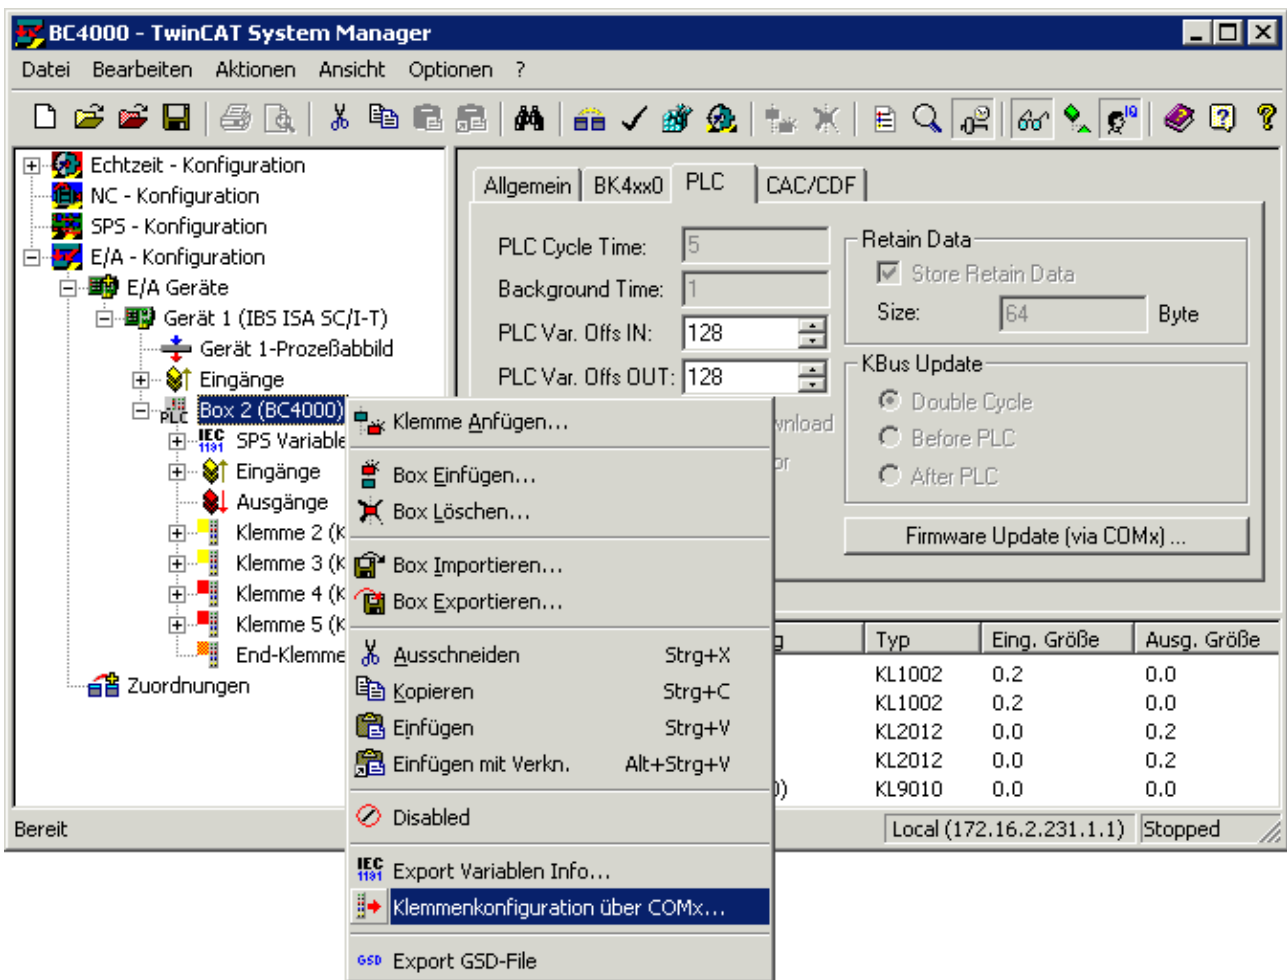 BC4000 - TwinCAT System Manager
Datei Bearbeiten Aktionen Ansicht Optionen ?
Echtzeit - Konfiguration
NC - Konfiguration
SPS - Konfiguration
E/A - Konfiguration
E/A Geräte
Gerät 1 (IBS ISA SC/I-T)
Gerät 1-Prozeßabbild
Eingänge
PLC Box 2 (BC4000)
IEC 1131 SPS Variable
Eingänge
Ausgänge
Klemme 2 (K
Klemme 3 (K
Klemme 4 (K
Klemme 5 (K
End-Klemme
Zuordnungen
Allgemein BK4xx0 PLC CAC/CDF
PLC Cycle Time: 5
Background Time: 1
PLC Var. Offs IN: 128
PLC Var. Offs OUT: 128
wnload
or
Retain Data
Store Retain Data
Size: 64 Byte
KBus Update
Double Cycle
Before PLC
After PLC
Firmware Update (via COMx) ...
Klemme Anfügen...
Box Einfügen...
Box Löschen...
Box Importieren...
Box Exportieren...
Ausschneiden Strg+X
Kopieren Strg+C
Einfügen Strg+V
Einfügen mit Verkn. Alt+Strg+V
Disabled
IEC 1131 Export Variablen Info...
Klemmenkonfiguration über COMx...
GSD Export GSD-File
g Typ Eing. Größe Ausg. Größe
KL1002 0.2 0.0
KL1002 0.2 0.0
KL2012 0.0 0.2
KL2012 0.0 0.2
) KL9010 0.0 0.0
Bereit Local (172.16.2.231.1.1) Stopped